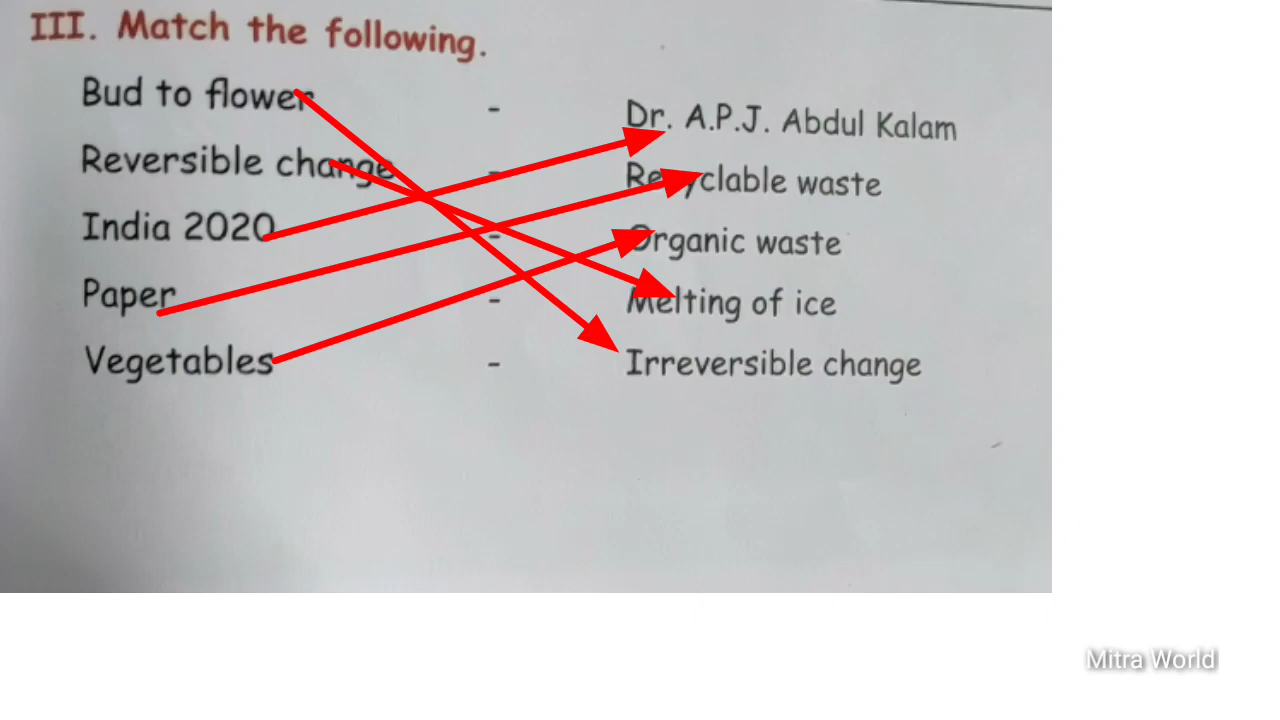 III. Match the following.
Bud to flower - Dr. A.P.J. Abdul Kalam
Reversible change - Recyclable waste
India 2020 - Organic waste
Paper - Melting of ice
Vegetables - Irreversible change
Mitra World